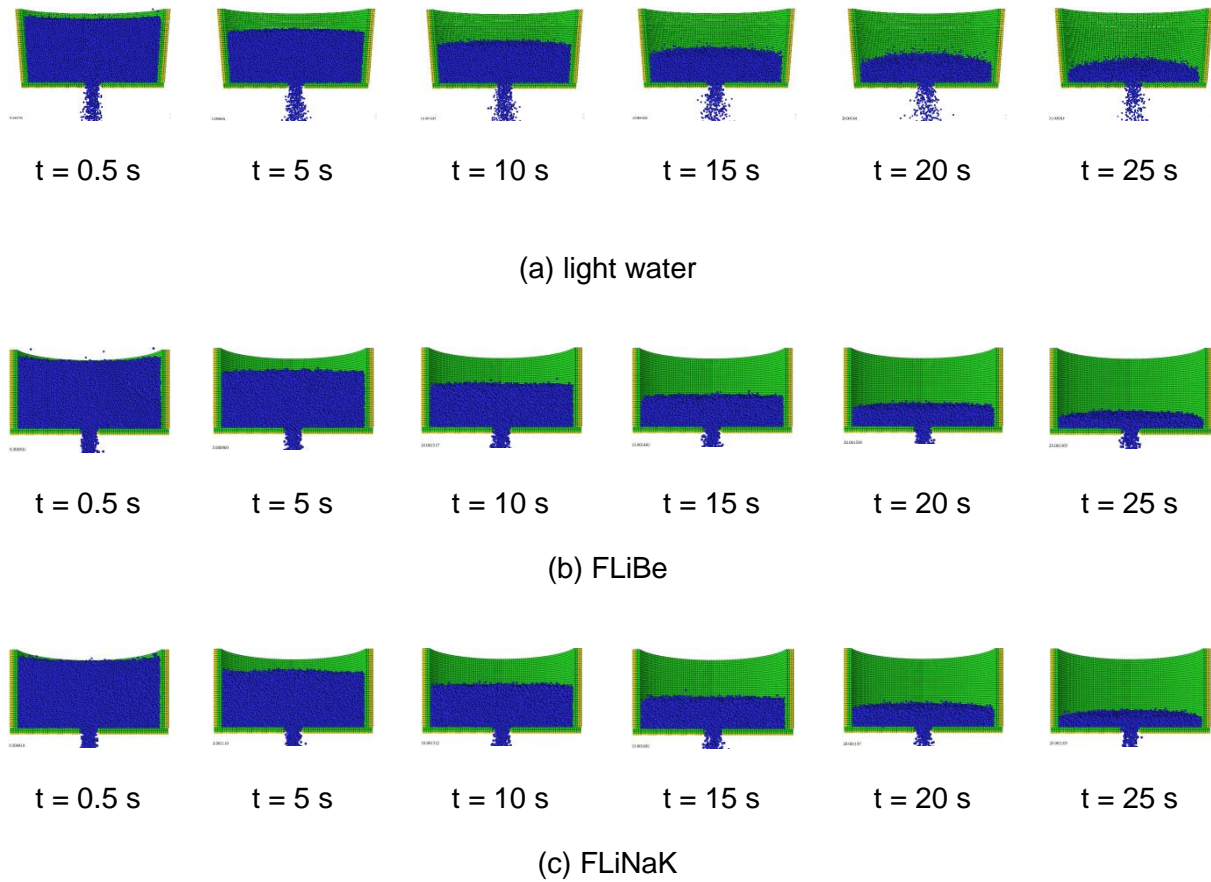 t = 0.5 s t = 5 s t = 10 s t = 15 s t = 20 s t = 25 s
(a) light water
t = 0.5 s t = 5 s t = 10 s t = 15 s t = 20 s t = 25 s
(b) FLiBe
t = 0.5 s t = 5 s t = 10 s t = 15 s t = 20 s t = 25 s
(c) FLiNaK